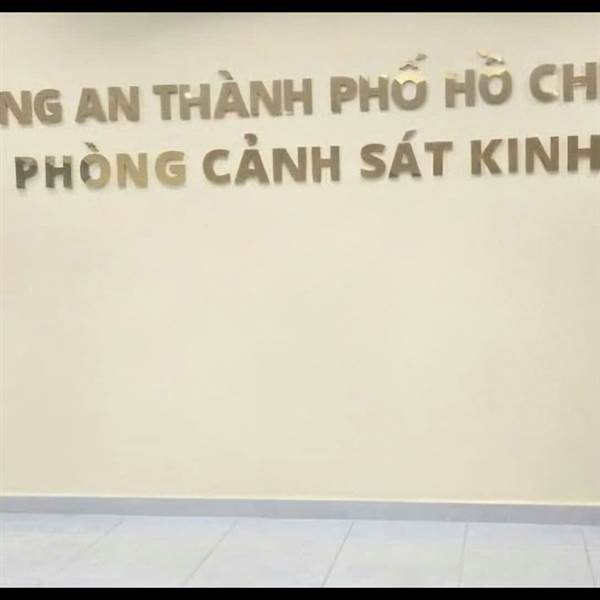 NG AN THÀNH PHỐ HỒ CH
PHÒNG CẢNH SÁT KINH